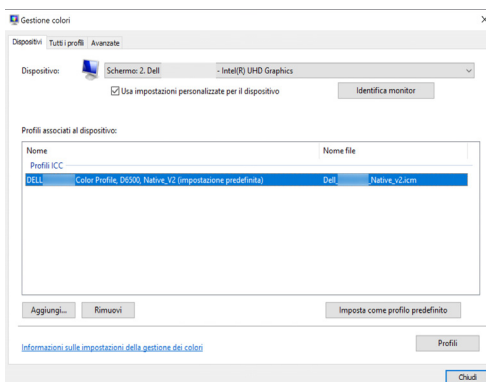 Gestione colori
Dispositivi Tutti i profili Avanzate
Dispositivo: Schermo: 2. Dell - Intel(R) UHD Graphics
Usa impostazioni personalizzate per il dispositivo Identifica monitor
Profili associati al dispositivo:
Nome Nome file
Profili ICC
DELL Color Profile, D6500, Native_V2 (impostazione predefinita) Dell_ _Native_v2.icm
Aggiungi... Rimuovi Imposta come profilo predefinito
Informazioni sulle impostazioni della gestione dei colori Profili
Chiudi